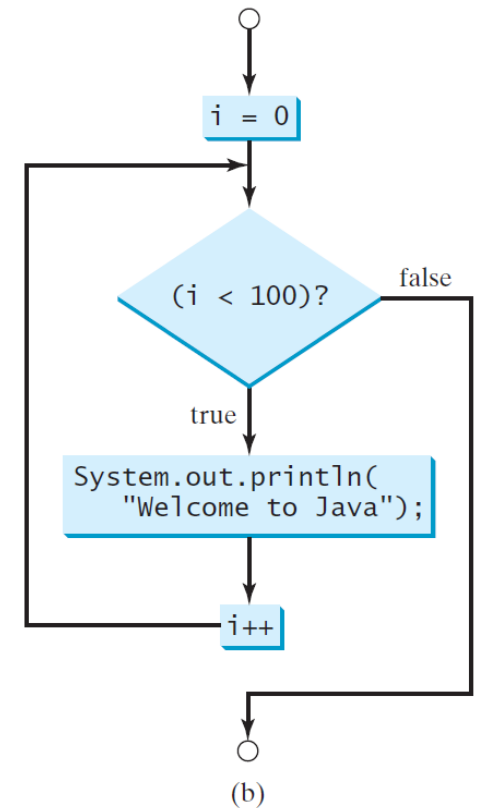 i = 0
(i < 100)?
false
true
System.out.println(
"Welcome to Java");
i++
(b)